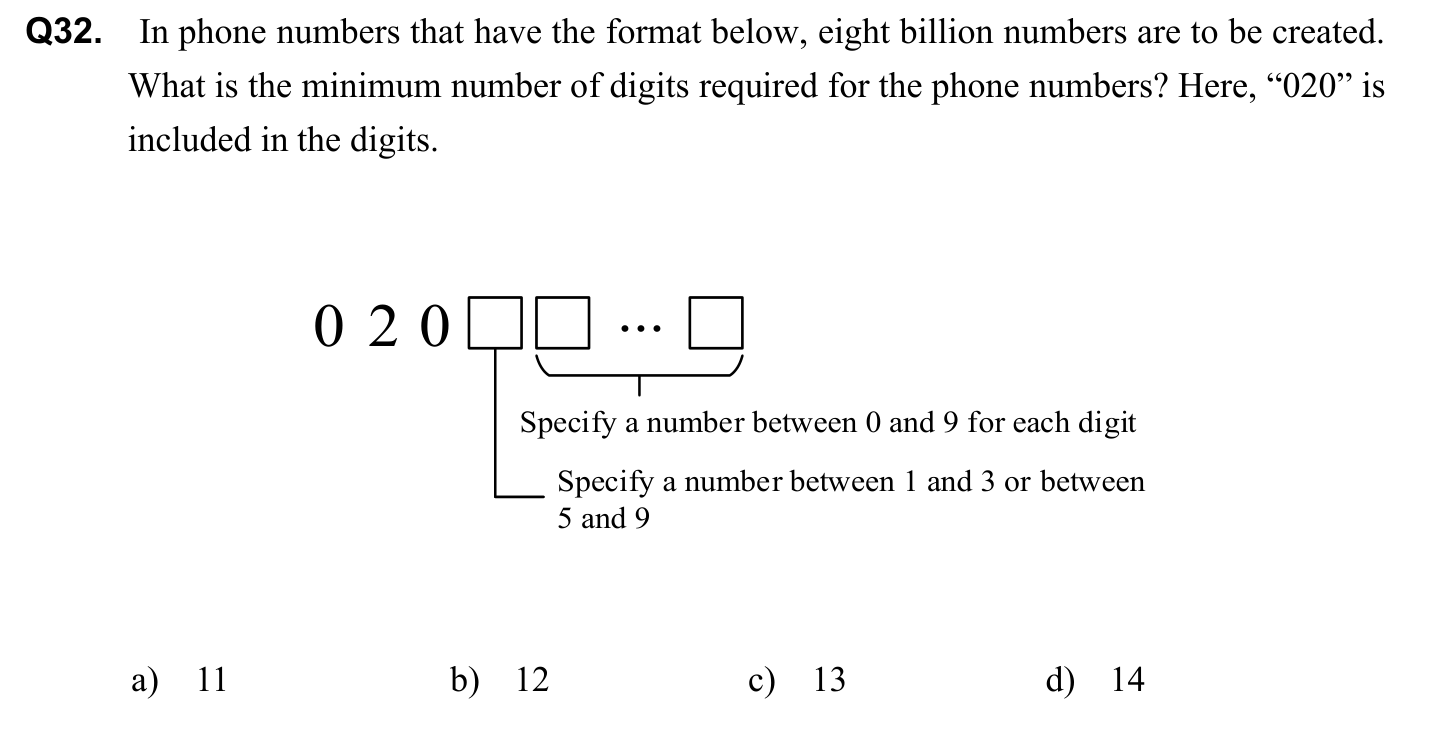 Q32. In phone numbers that have the format below, eight billion numbers are to be created.
What is the minimum number of digits required for the phone numbers? Here, “020” is
included in the digits.
0 2 0 ...
Specify a number between 0 and 9 for each digit
Specify a number between 1 and 3 or between
5 and 9
a) 11 b) 12 c) 13 d) 14